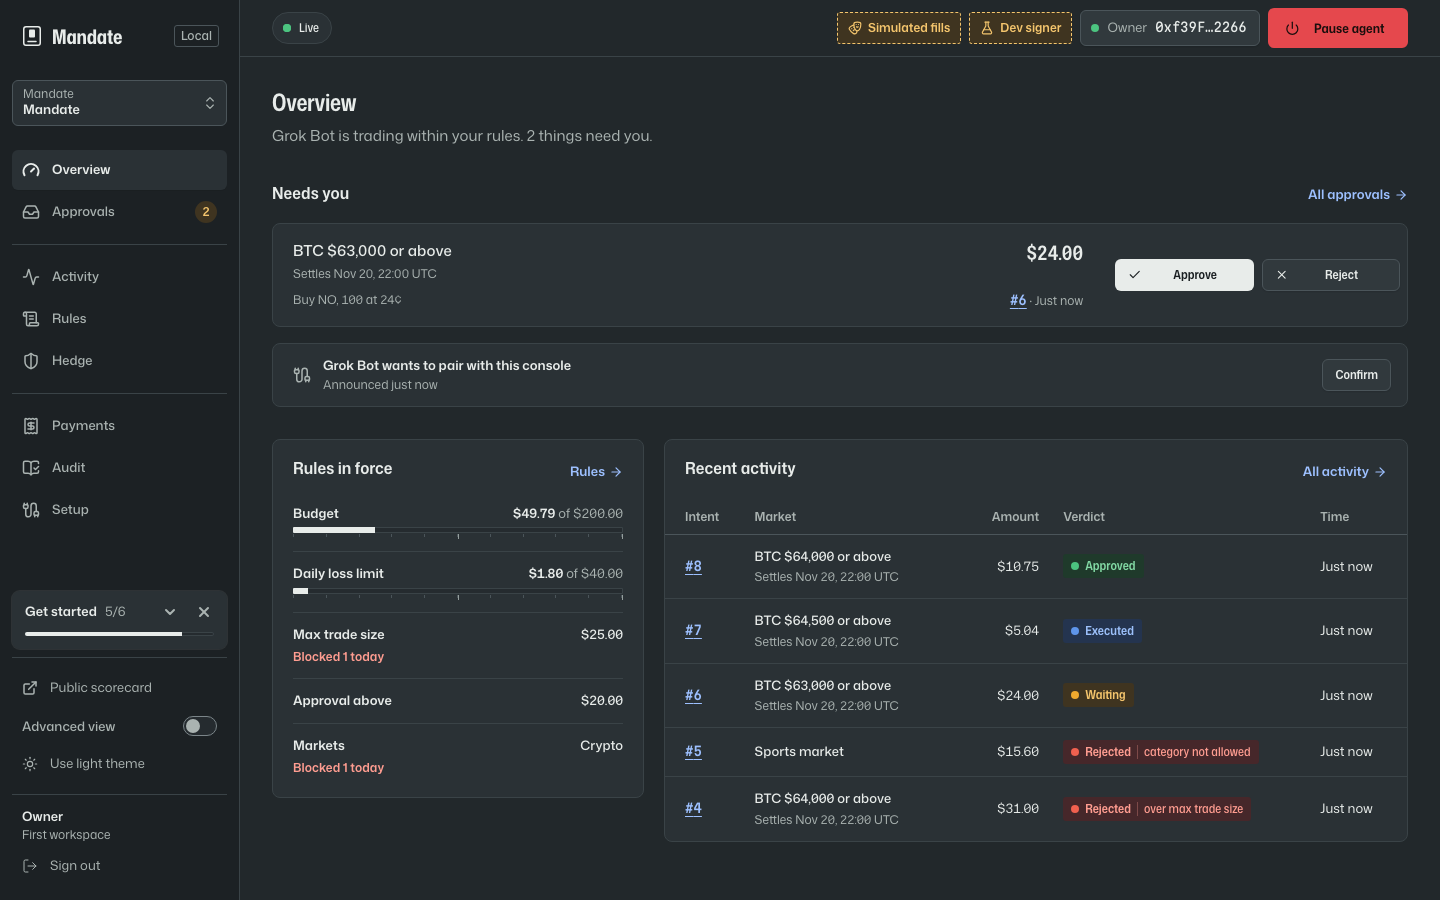 Mandate
Local
Mandate
Mandate
Overview
Approvals
2
Activity
Rules
Hedge
Payments
Audit
Setup
Get started 5/6
Public scorecard
Advanced view
Use light theme
Owner
First workspace
Sign out
Live
Simulated fills
Dev signer
Owner 0xf39F…2266
Pause agent
Overview
Grok Bot is trading within your rules. 2 things need you.
Needs you
All approvals
BTC $63,000 or above
Settles Nov 20, 22:00 UTC
Buy NO, 100 at 24¢
$24.00
#6 · Just now
Approve
Reject
Grok Bot wants to pair with this console
Announced just now
Confirm
Rules in force
Rules
Budget $49.79 of $200.00
Daily loss limit $1.80 of $40.00
Max trade size $25.00
Blocked 1 today
Approval above $20.00
Markets Crypto
Blocked 1 today
Recent activity
All activity
Intent Market Amount Verdict Time
#8 BTC $64,000 or above $10.75 Approved Just now
Settles Nov 20, 22:00 UTC
#7 BTC $64,500 or above $5.04 Executed Just now
Settles Nov 20, 22:00 UTC
#6 BTC $63,000 or above $24.00 Waiting Just now
Settles Nov 20, 22:00 UTC
#5 Sports market $15.60 Rejected category not allowed Just now
#4 BTC $64,000 or above $31.00 Rejected over max trade size Just now
Settles Nov 20, 22:00 UTC